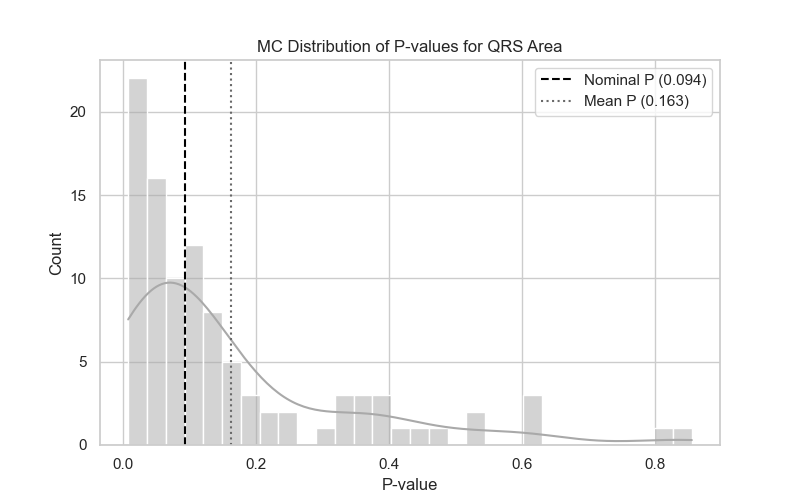 MC Distribution of P-values for QRS Area
Nominal P (0.094)
Mean P (0.163)
Count
20
15
10
5
0
0.0 0.2 0.4 0.6 0.8
P-value